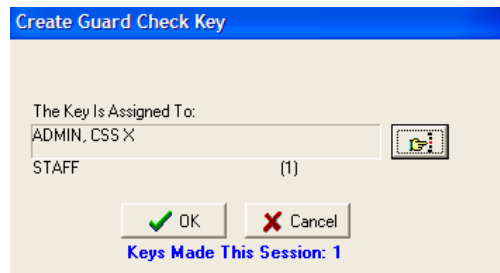 Create Guard Check Key
The Key Is Assigned To:
ADMIN, CSS X
STAFF (1)
OK Cancel
Keys Made This Session: 1